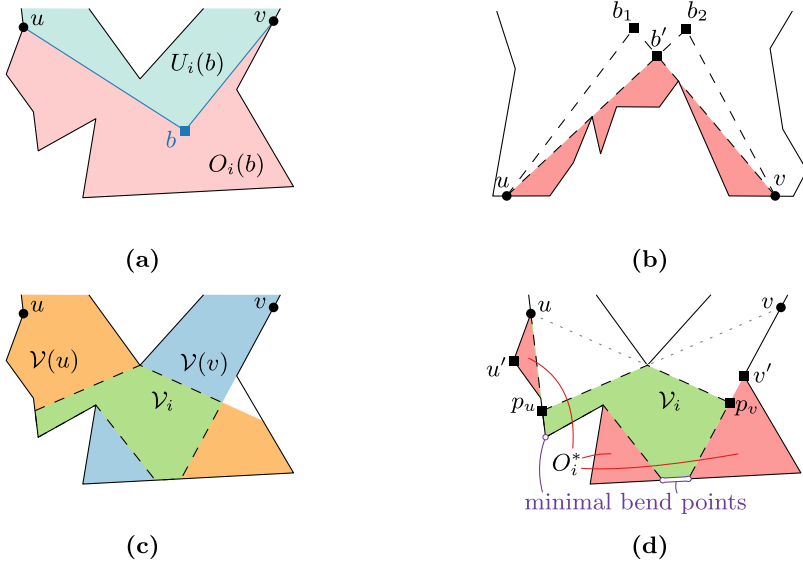 u
v
U_i(b)
b
O_i(b)
(a)
b_1
b_2
b'
u
v
(b)
u
v
𝒱(u)
𝒱(v)
𝒱_i
(c)
u
v
u'
v'
p_u
p_v
𝒱_i
O_i^*
minimal bend points
(d)